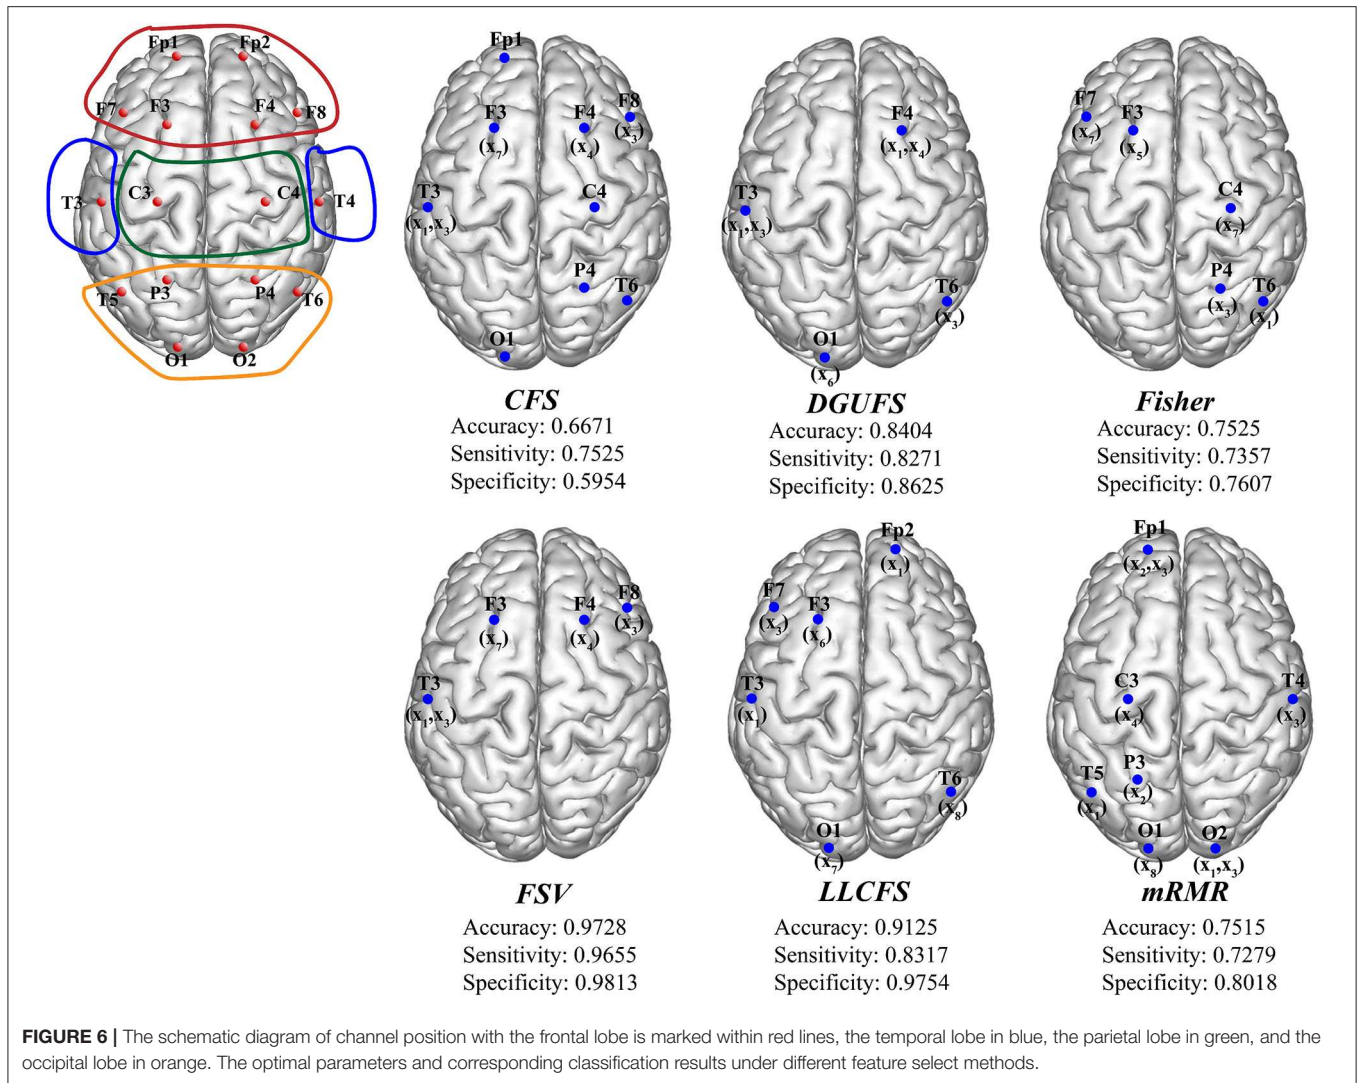 Fp1 Fp2
F7 F3 F4 F8
T3 C3 C4 T4
T5 P3 P4 T6
O1 O2
Fp1
F3 F4 F8
(x7) (x4) (x3)
T3 C4
(x1,x3)
P4 T6
O1
CFS
Accuracy: 0.6671
Sensitivity: 0.7525
Specificity: 0.5954
F4
(x1,x4)
T3
(x1,x3)
T6
(x3)
O1
(x6)
DGUFS
Accuracy: 0.8404
Sensitivity: 0.8271
Specificity: 0.8625
F7 F3
(x7) (x5)
C4
(x7)
P4 T6
(x3) (x1)
Fisher
Accuracy: 0.7525
Sensitivity: 0.7357
Specificity: 0.7607
F3 F4 F8
(x7) (x4) (x3)
T3
(x1,x3)
FSV
Accuracy: 0.9728
Sensitivity: 0.9655
Specificity: 0.9813
Fp2
(x1)
F7 F3
(x3) (x6)
T3
(x1)
T6
(x8)
O1
(x7)
LLCFS
Accuracy: 0.9125
Sensitivity: 0.8317
Specificity: 0.9754
Fp1
(x2,x3)
C3 T4
(x4) (x3)
T5 P3
(x1) (x2)
O1 O2
(x8) (x1,x3)
mRMR
Accuracy: 0.7515
Sensitivity: 0.7279
Specificity: 0.8018
FIGURE 6 | The schematic diagram of channel position with the frontal lobe is marked within red lines, the temporal lobe in blue, the parietal lobe in green, and the
occipital lobe in orange. The optimal parameters and corresponding classification results under different feature select methods.